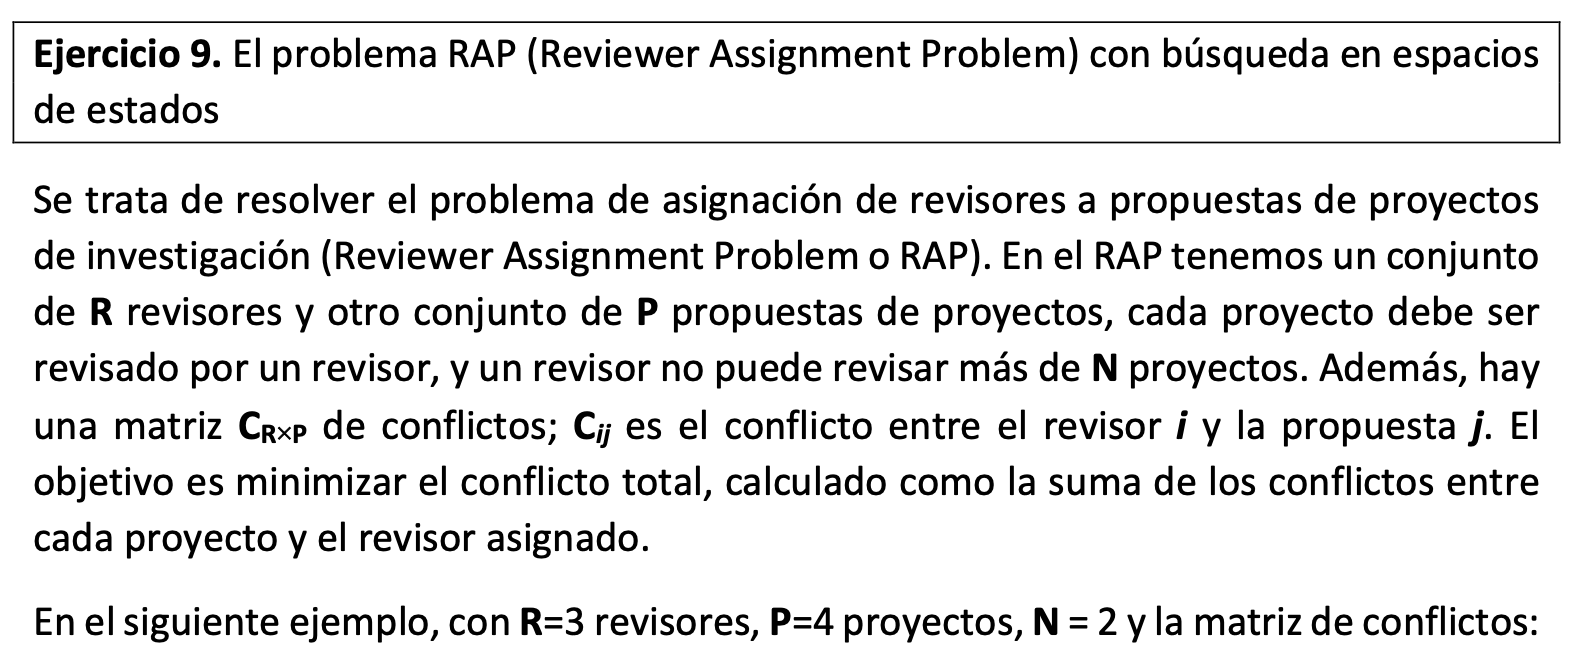 Ejercicio 9. El problema RAP (Reviewer Assignment Problem) con búsqueda en espacios
de estados
Se trata de resolver el problema de asignación de revisores a propuestas de proyectos
de investigación (Reviewer Assignment Problem o RAP). En el RAP tenemos un conjunto
de R revisores y otro conjunto de P propuestas de proyectos, cada proyecto debe ser
revisado por un revisor, y un revisor no puede revisar más de N proyectos. Además, hay
una matriz C_R×P de conflictos; C_ij es el conflicto entre el revisor i y la propuesta j. El
objetivo es minimizar el conflicto total, calculado como la suma de los conflictos entre
cada proyecto y el revisor asignado.
En el siguiente ejemplo, con R=3 revisores, P=4 proyectos, N = 2 y la matriz de conflictos: